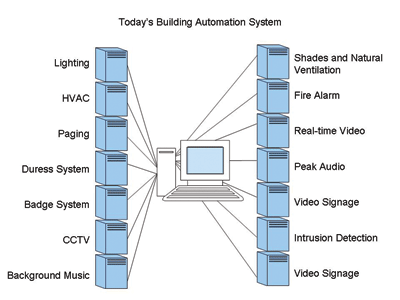 Today's Building Automation System
Lighting
HVAC
Paging
Duress System
Badge System
CCTV
Background Music
Shades and Natural
Ventilation
Fire Alarm
Real-time Video
Peak Audio
Video Signage
Intrusion Detection
Video Signage